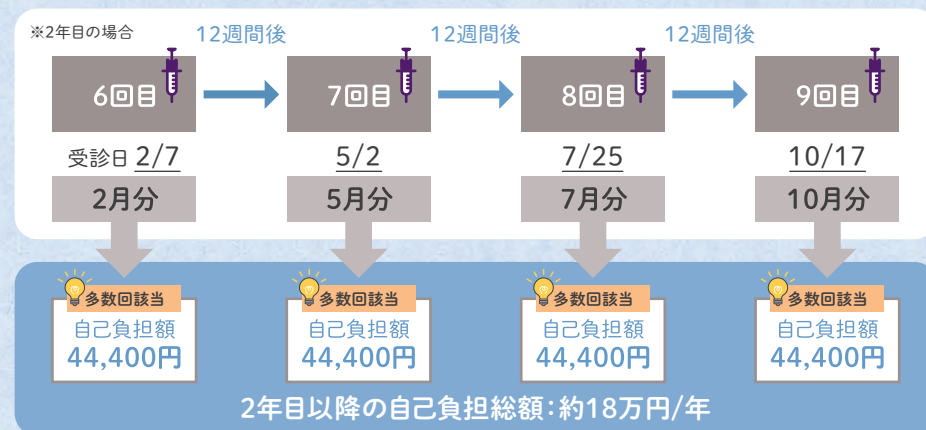 ※2年目の場合
12週間後 12週間後 12週間後
6回目 7回目 8回目 9回目
受診日 2/7 5/2 7/25 10/17
2月分 5月分 7月分 10月分
多数回該当 多数回該当 多数回該当 多数回該当
自己負担額 自己負担額 自己負担額 自己負担額
44,400円 44,400円 44,400円 44,400円
2年目以降の自己負担総額：約18万円/年